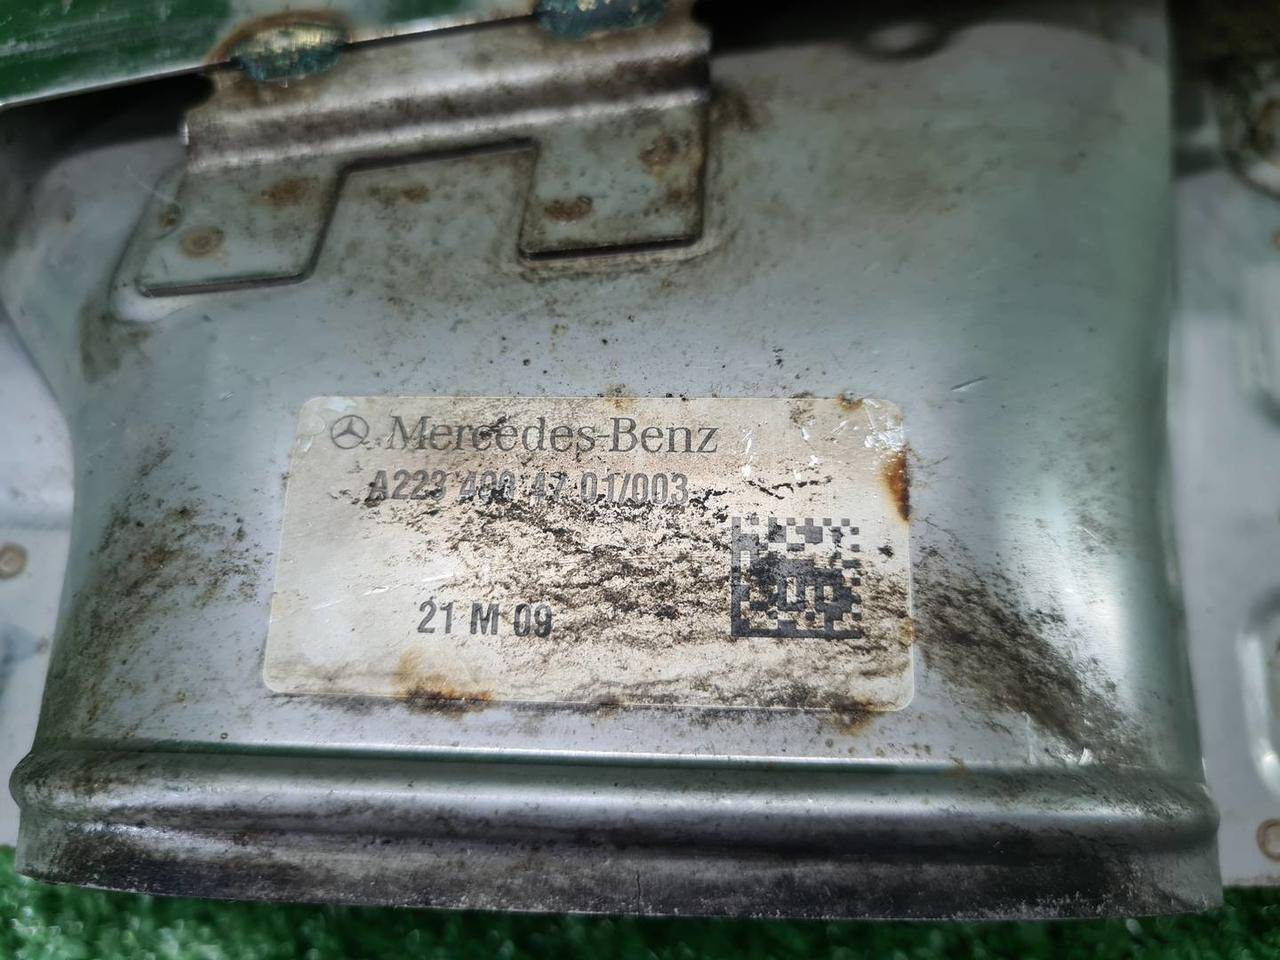 Mercedes-Benz
A223 400 47 01/003
21 M 09